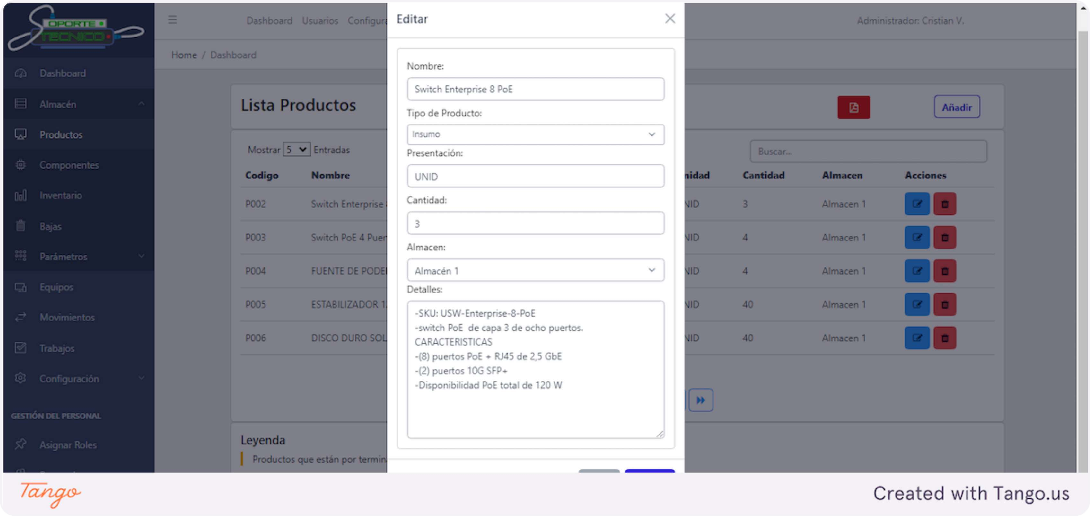 SOPORTE
TECNICO
Dashboard
Almacén
Productos
Componentes
Inventario
Bajas
Parámetros
Equipos
Movimientos
Trabajos
Configuración
GESTIÓN DEL PERSONAL
Asignar Roles
Dashboard Usuarios Configura
Administrador: Cristian V.
Home / Dashboard
Lista Productos
Añadir
Mostrar 5 Entradas
Buscar...
Codigo Nombre nidad Cantidad Almacen Acciones
P002 Switch Enterprise NID 3 Almacen 1
P003 Switch PoE 4 Puer NID 4 Almacen 1
P004 FUENTE DE PODE NID 4 Almacen 1
P005 ESTABILIZADOR 1 NID 40 Almacen 1
P006 DISCO DURO SOL NID 40 Almacen 1
Leyenda
Productos que están por termin
Editar
Nombre:
Switch Enterprise 8 PoE
Tipo de Producto:
Insumo
Presentación:
UNID
Cantidad:
3
Almacen:
Almacén 1
Detalles:
-SKU: USW-Enterprise-8-PoE
-switch PoE de capa 3 de ocho puertos.
CARACTERISTICAS
-(8) puertos PoE + RJ45 de 2,5 GbE
-(2) puertos 10G SFP+
-Disponibilidad PoE total de 120 W
Tango
Created with Tango.us